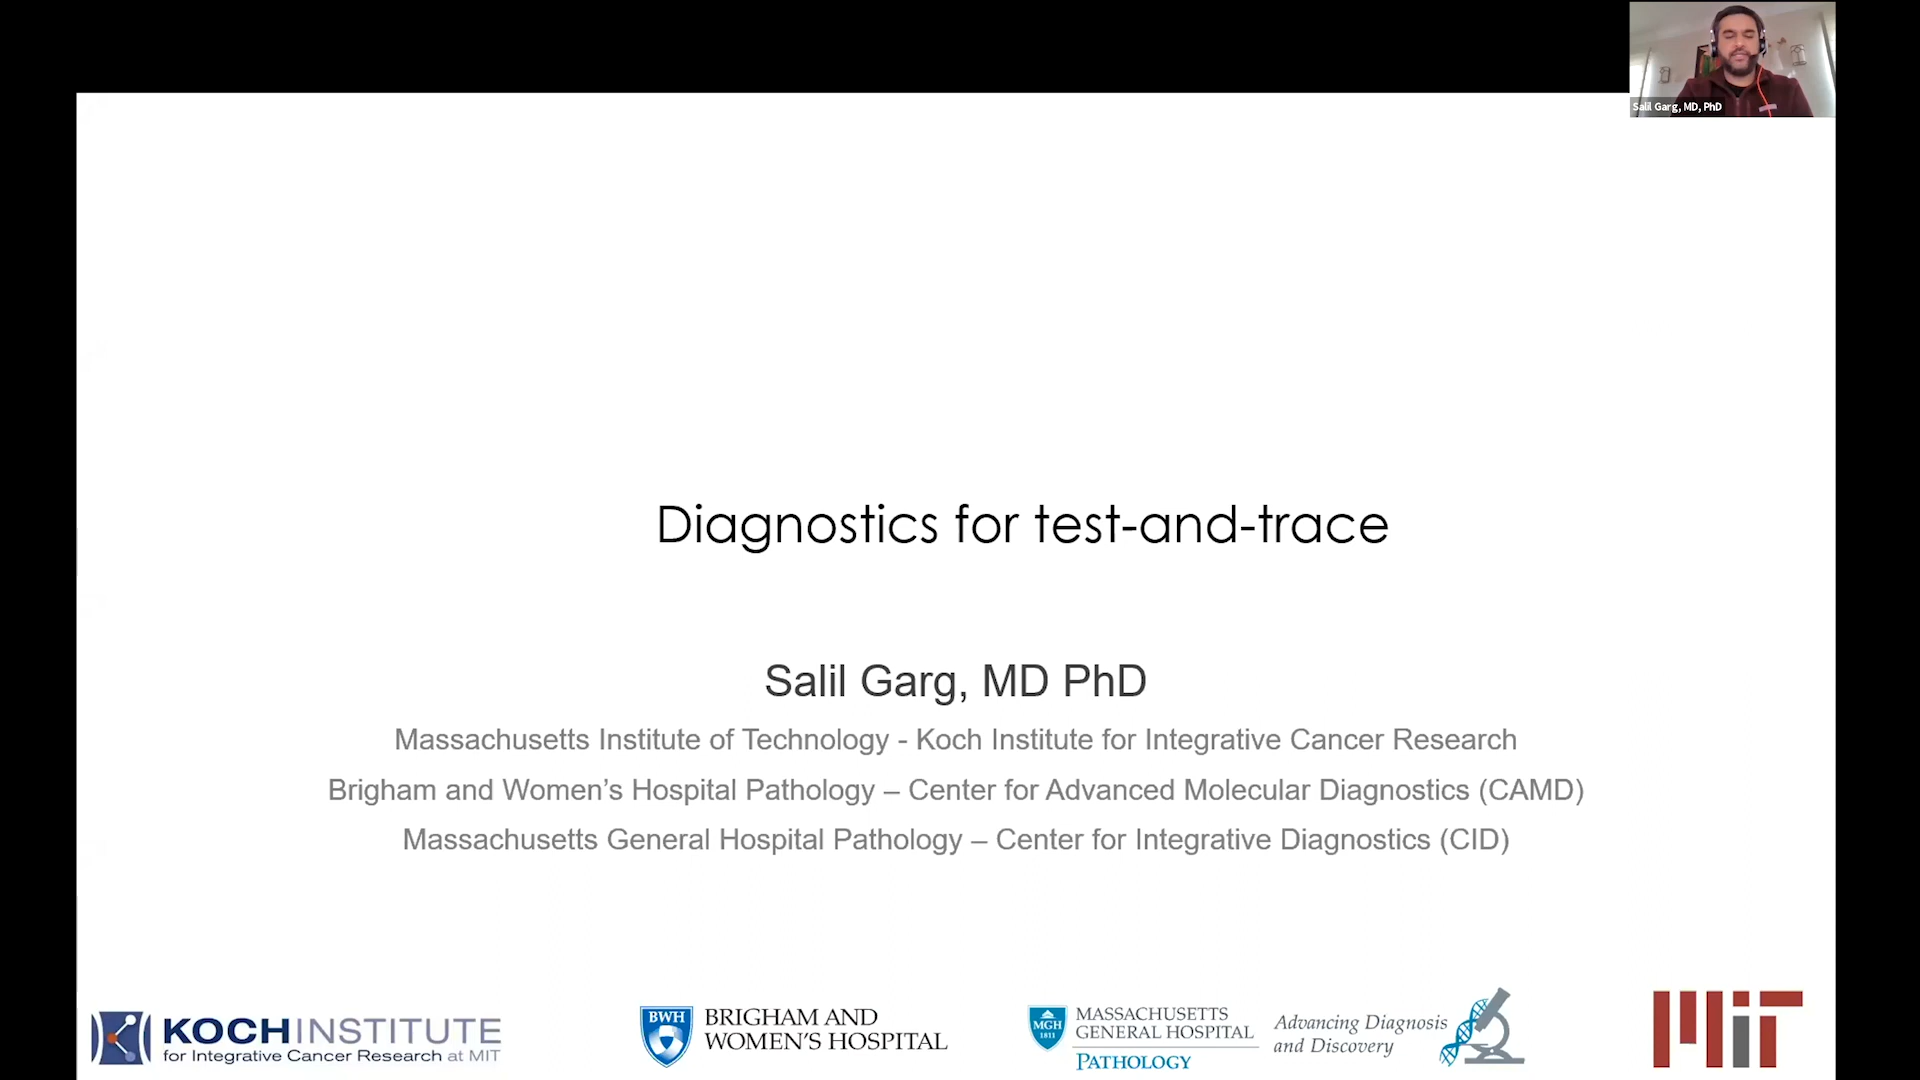 Salil Garg, MD, PhD
Diagnostics for test-and-trace
Salil Garg, MD PhD
Massachusetts Institute of Technology - Koch Institute for Integrative Cancer Research
Brigham and Women’s Hospital Pathology – Center for Advanced Molecular Diagnostics (CAMD)
Massachusetts General Hospital Pathology – Center for Integrative Diagnostics (CID)
KOCH INSTITUTE
for Integrative Cancer Research at MIT
BWH
BRIGHAM AND
WOMEN’S HOSPITAL
MGH
1811
MASSACHUSETTS
GENERAL HOSPITAL
PATHOLOGY
Advancing Diagnosis
and Discovery
MIT